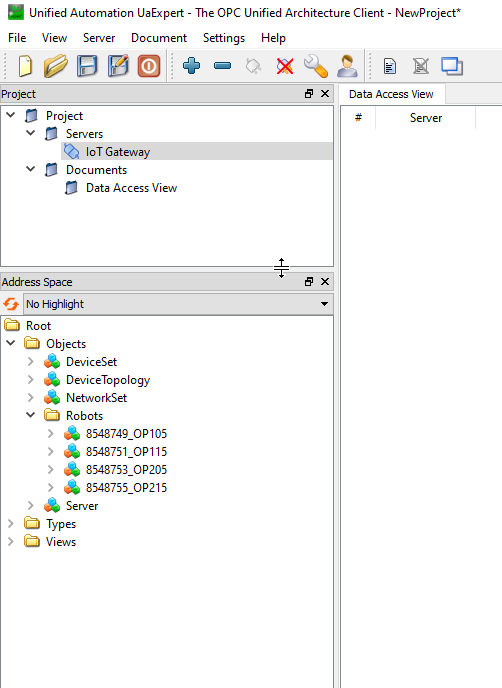 Unified Automation UaExpert - The OPC Unified Architecture Client - NewProject*
File View Server Document Settings Help
Project
Project
Servers
IoT Gateway
Documents
Data Access View
Address Space
No Highlight
Root
Objects
DeviceSet
DeviceTopology
NetworkSet
Robots
8548749_OP105
8548751_OP115
8548753_OP205
8548755_OP215
Server
Types
Views
Data Access View
# Server